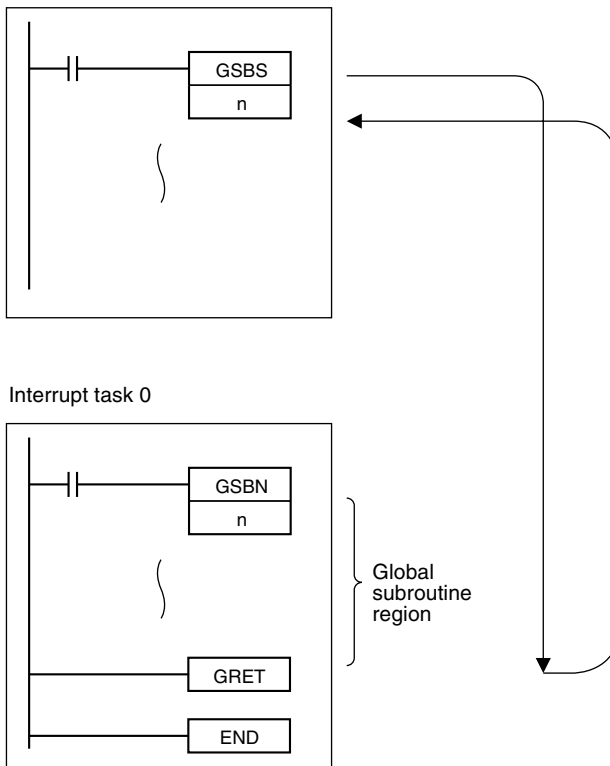 GSBS
n
Interrupt task 0
GSBN
n
Global
subroutine
region
GRET
END